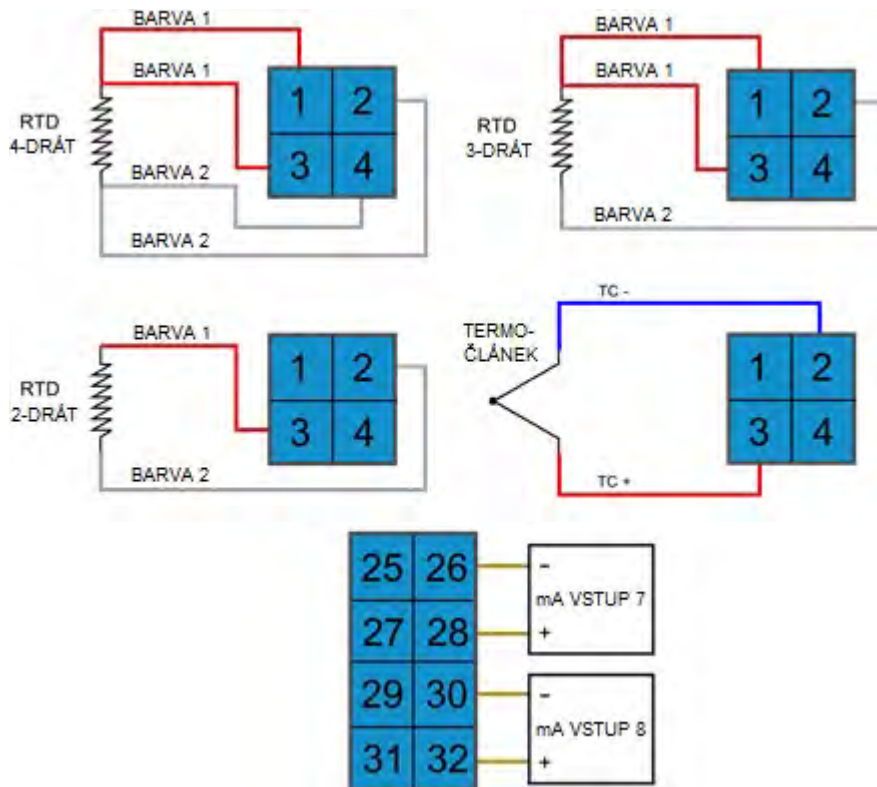 BARVA 1
BARVA 1
RTD
4-DRÁT
1 2
3 4
BARVA 2
BARVA 2
BARVA 1
BARVA 1
RTD
3-DRÁT
1 2
3 4
BARVA 2
BARVA 1
RTD
2-DRÁT
1 2
3 4
BARVA 2
TC -
TERMO-
ČLÁNEK
1 2
3 4
TC +
25 26
27 28
29 30
31 32
-
mA VSTUP 7
+
-
mA VSTUP 8
+